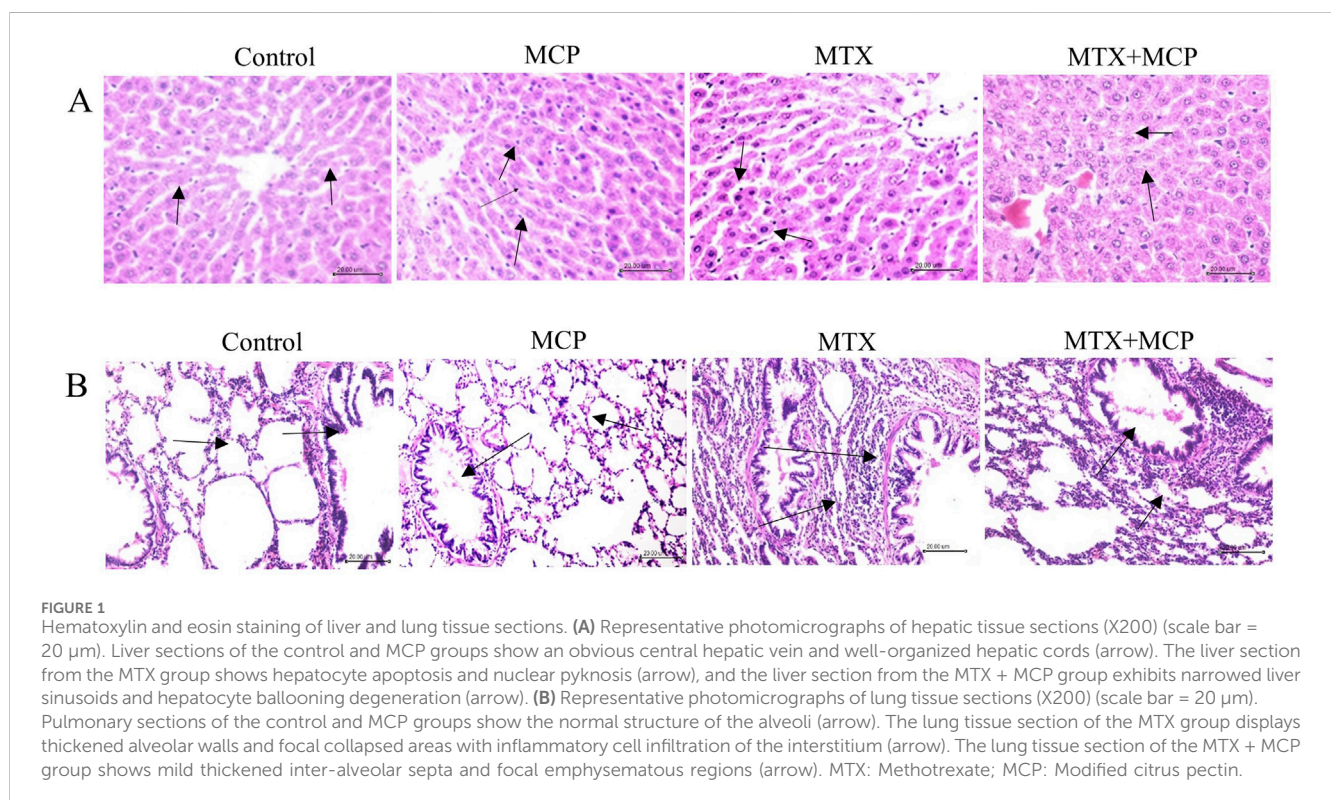 Control MCP MTX MTX+MCP
A
20.00 um 20.00 um 20.00 um 20.00 um
Control MCP MTX MTX+MCP
B
20.00 um 20.00 um 20.00 um 20.00 um
FIGURE 1
Hematoxylin and eosin staining of liver and lung tissue sections. (A) Representative photomicrographs of hepatic tissue sections (X200) (scale bar =
20 µm). Liver sections of the control and MCP groups show an obvious central hepatic vein and well-organized hepatic cords (arrow). The liver section
from the MTX group shows hepatocyte apoptosis and nuclear pyknosis (arrow), and the liver section from the MTX + MCP group exhibits narrowed liver
sinusoids and hepatocyte ballooning degeneration (arrow). (B) Representative photomicrographs of lung tissue sections (X200) (scale bar = 20 µm).
Pulmonary sections of the control and MCP groups show the normal structure of the alveoli (arrow). The lung tissue section of the MTX group displays
thickened alveolar walls and focal collapsed areas with inflammatory cell infiltration of the interstitium (arrow). The lung tissue section of the MTX + MCP
group shows mild thickened inter-alveolar septa and focal emphysematous regions (arrow). MTX: Methotrexate; MCP: Modified citrus pectin.